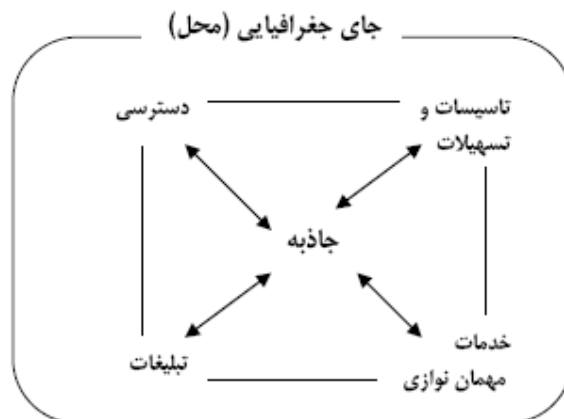 جای جغرافیایی (محل)
تاسیسات و
تسهیلات
دسترسی
جاذبه
خدمات
مهمان نوازی
تبلیغات